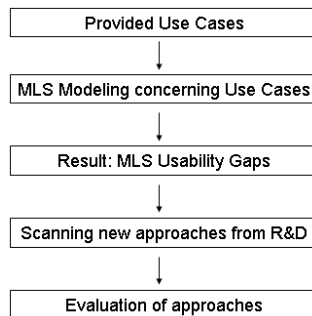 Provided Use Cases
MLS Modeling concerning Use Cases
Result: MLS Usability Gaps
Scanning new approaches from R&D
Evaluation of approaches